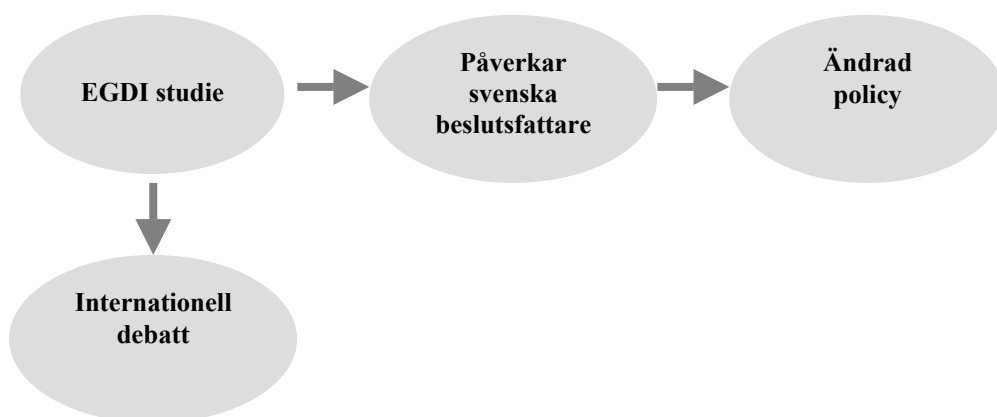 EGDI studie
Påverkar
svenska
beslutsfattare
Ändrad
policy
Internationell
debatt